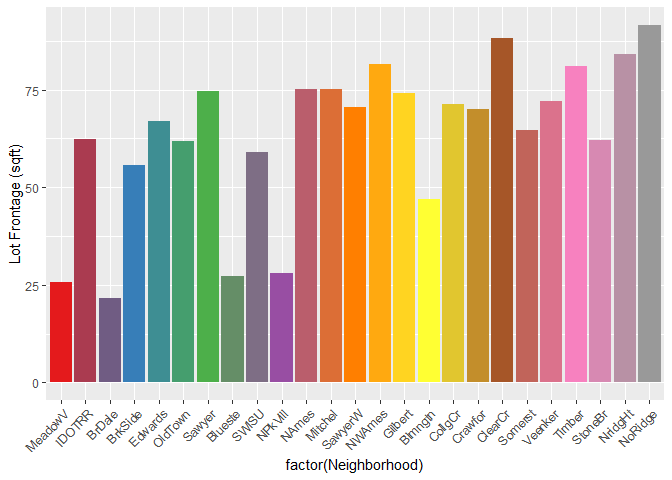 Lot Frontage (sqft)
75
50
25
0
MeadowV
IDOTRR
BrDale
BrkSide
Edwards
OldTown
Sawyer
Blueste
SWISU
NPkVill
NAmes
Mitchel
SawyerW
NWAmes
Gilbert
Blmngtn
CollgCr
Crawfor
ClearCr
Somerst
Veenker
Timber
StoneBr
NridgHt
NoRidge
factor(Neighborhood)